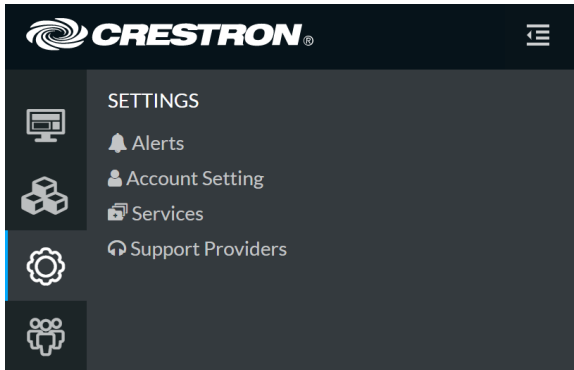 CRESTRON®
SETTINGS
Alerts
Account Setting
Services
Support Providers